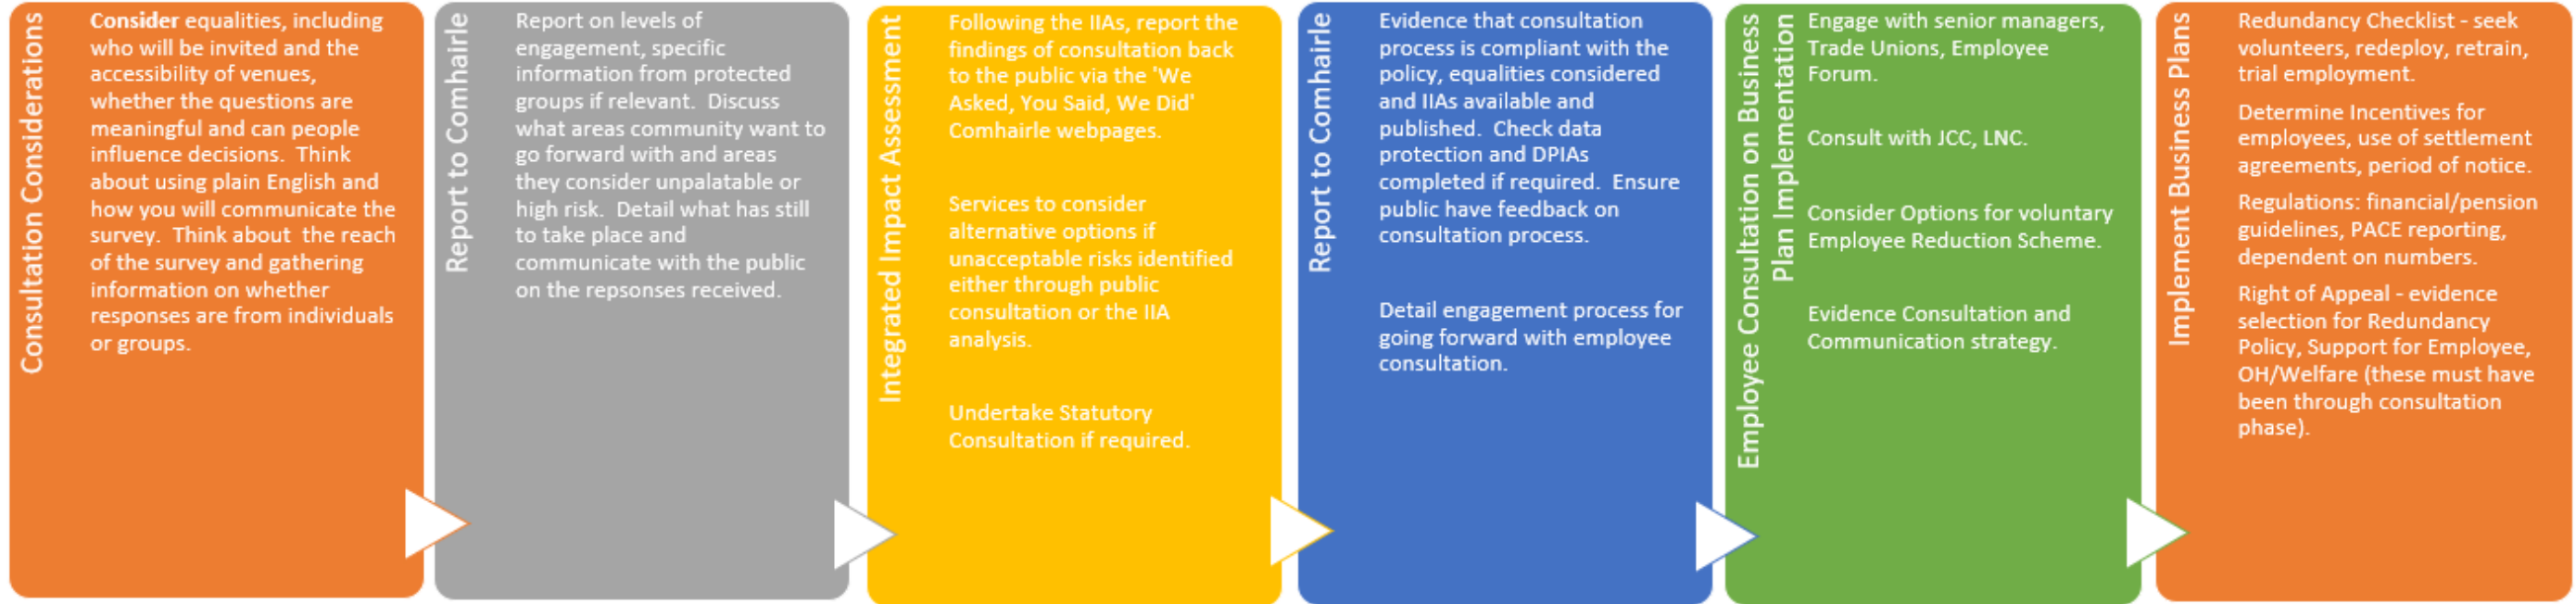 Consultation Considerations
Consider equalities, including
who will be invited and the
accessibility of venues,
whether the questions are
meaningful and can people
influence decisions.  Think
about using plain English and
how you will communicate the
survey.  Think about  the reach
of the survey and gathering
information on whether
responses are from individuals
or groups.
Report to Comhairle
Report on levels of
engagement, specific
information from protected
groups if relevant.  Discuss
what areas community want to
go forward with and areas
they consider unpalatable or
high risk.  Detail what has still
to take place and
communicate with the public
on the repsonses received.
Integrated Impact Assessment
Following the IIAs, report the
findings of consultation back
to the public via the 'We
Asked, You Said, We Did'
Comhairle webpages.
Services to consider
alternative options if
unacceptable risks identified
either through public
consultation or the IIA
analysis.
Undertake Statutory
Consultation if required.
Report to Comhairle
Evidence that consultation
process is compliant with the
policy, equalities considered
and IIAs available and
published.  Check data
protection and DPIAs
completed if required.  Ensure
public have feedback on
consultation process.
Detail engagement process for
going forward with employee
consultation.
Employee Consultation on Business
Plan Implementation
Engage with senior managers,
Trade Unions, Employee
Forum.
Consult with JCC, LNC.
Consider Options for voluntary
Employee Reduction Scheme.
Evidence Consultation and
Communication strategy.
Implement Business Plans
Redundancy Checklist - seek
volunteers, redeploy, retrain,
trial employment.
Determine Incentives for
employees, use of settlement
agreements, period of notice.
Regulations: financial/pension
guidelines, PACE reporting,
dependent on numbers.
Right of Appeal - evidence
selection for Redundancy
Policy, Support for Employee,
OH/Welfare (these must have
been through consultation
phase).